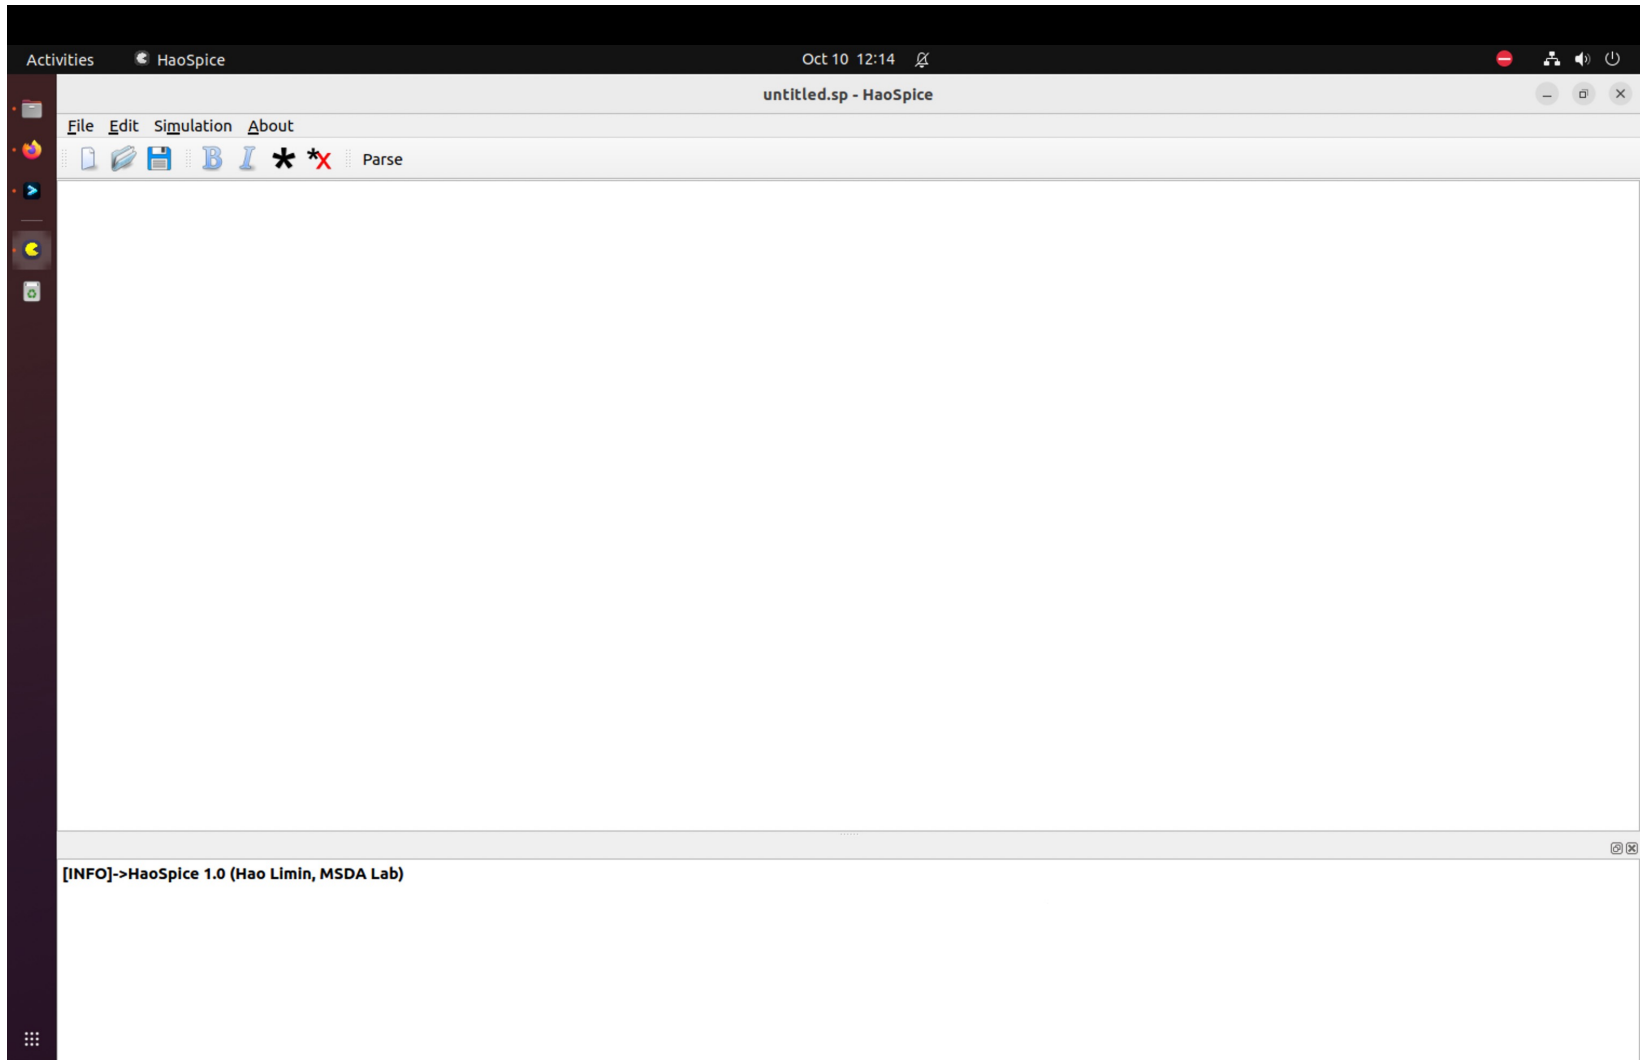 Activities HaoSpice Oct 10 12:14
untitled.sp - HaoSpice
File Edit Simulation About
B I * *X Parse
[INFO]->HaoSpice 1.0 (Hao Limin, MSDA Lab)